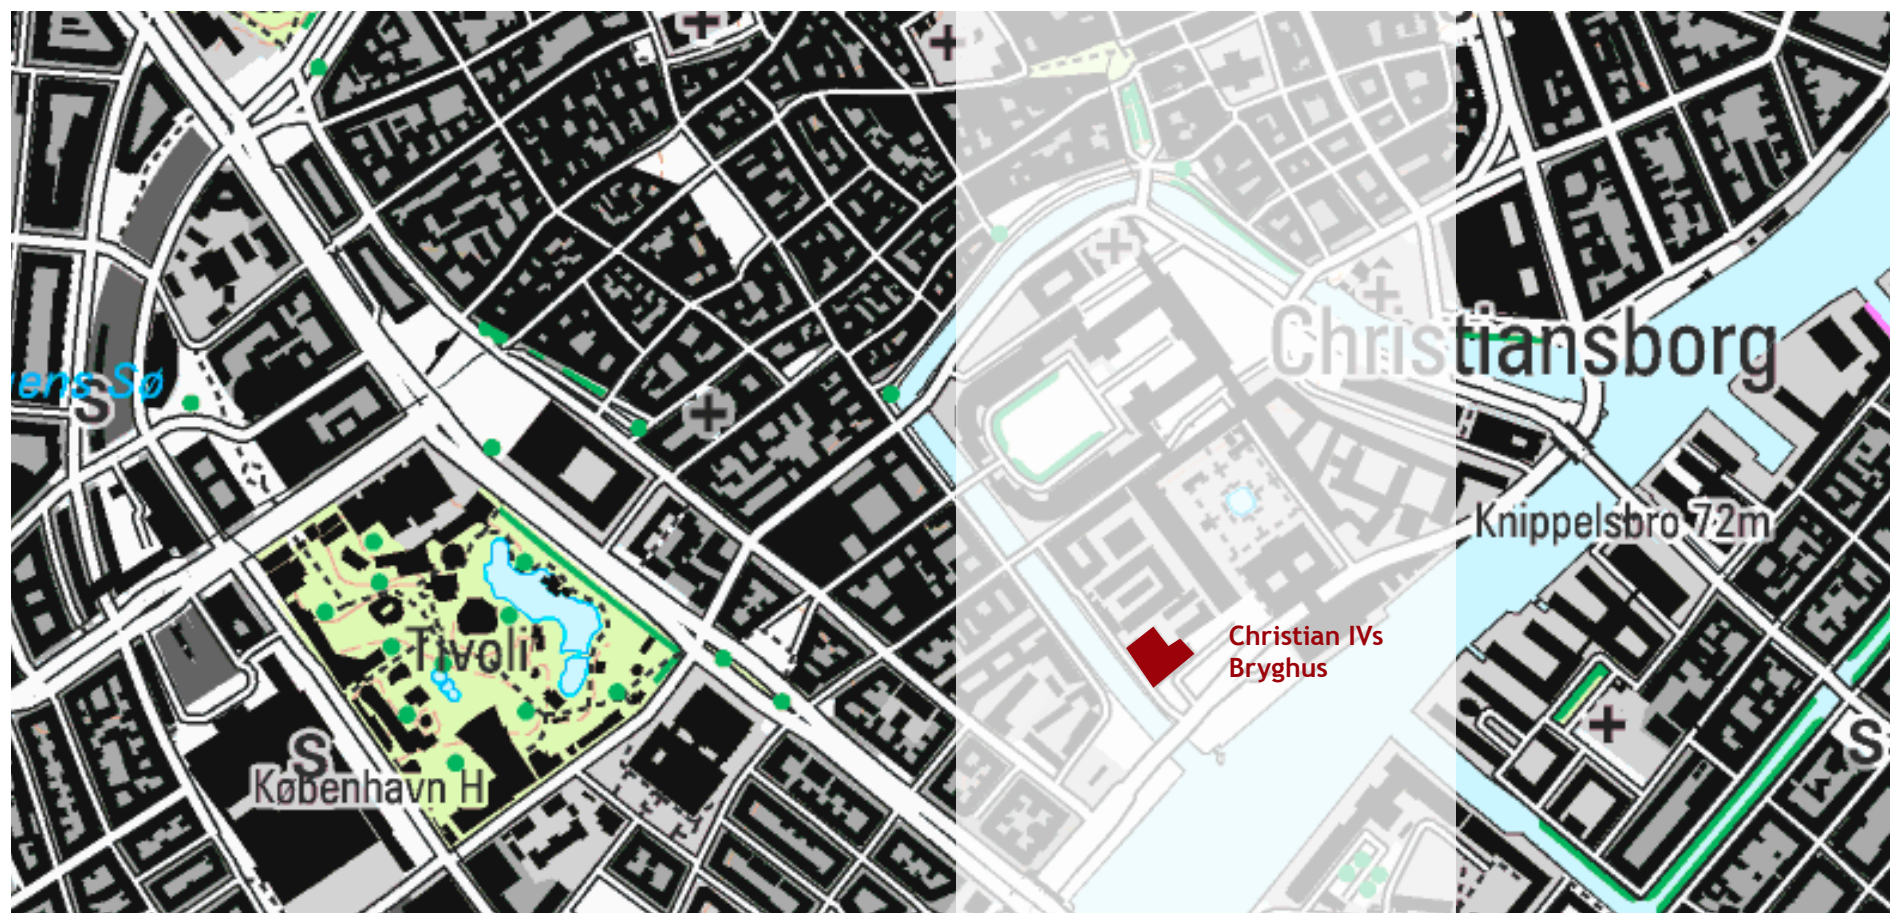 Christiansborg
ens Sø
S
Knippelsbro 72m
Christian IVs
Bryghus
Tivoli
S
København H
S